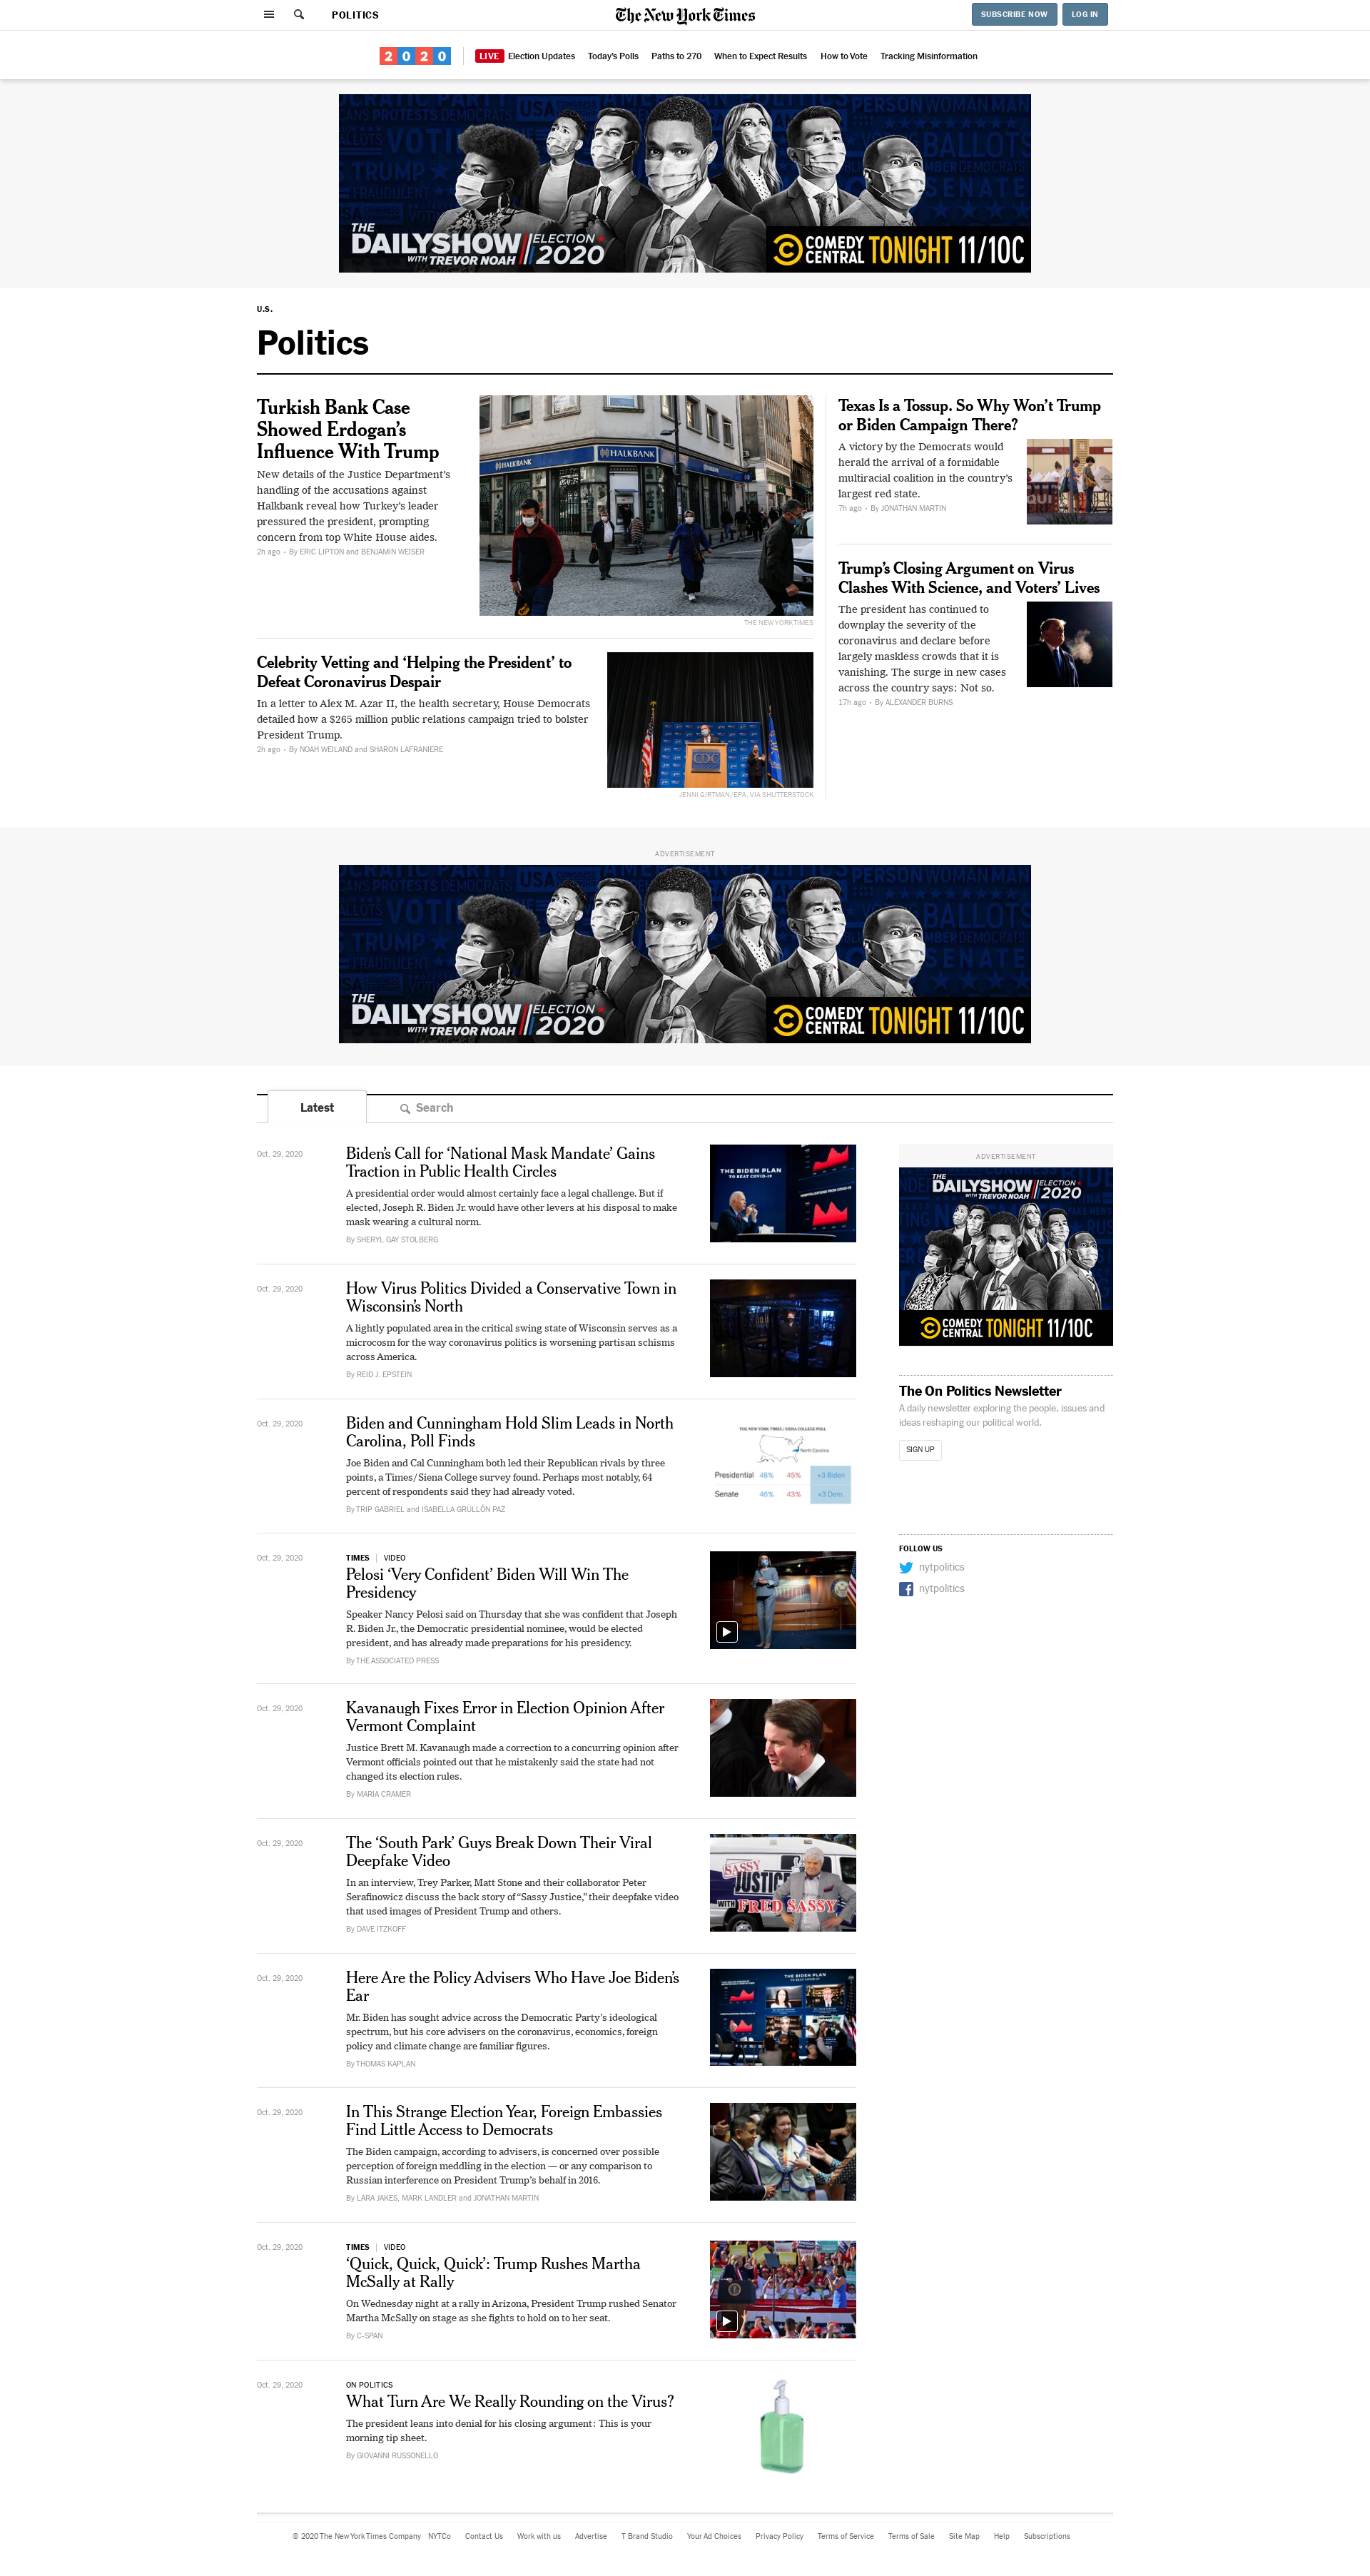 POLITICS
The New York Times
SUBSCRIBE NOW
LOG IN
2020
LIVE
Election Updates
Today's Polls
Paths to 270
When to Expect Results
How to Vote
Tracking Misinformation
THE
DAILYSHOW
WITH TREVOR NOAH
ELECTION
2020
COMEDY
CENTRAL
TONIGHT 11/10C
U.S.
Politics
Turkish Bank Case
Showed Erdogan’s
Influence With Trump
New details of the Justice Department’s
handling of the accusations against
Halkbank reveal how Turkey’s leader
pressured the president, prompting
concern from top White House aides.
2h ago • By ERIC LIPTON and BENJAMIN WEISER
HALKBANK
HALKBANK
THE NEW YORK TIMES
Celebrity Vetting and ‘Helping the President’ to
Defeat Coronavirus Despair
In a letter to Alex M. Azar II, the health secretary, House Democrats
detailed how a $265 million public relations campaign tried to bolster
President Trump.
2h ago • By NOAH WEILAND and SHARON LAFRANIERE
CDC
JENNI GIRTMAN/EPA, VIA SHUTTERSTOCK
Texas Is a Tossup. So Why Won’t Trump
or Biden Campaign There?
A victory by the Democrats would
herald the arrival of a formidable
multiracial coalition in the country’s
largest red state.
7h ago • By JONATHAN MARTIN
Trump’s Closing Argument on Virus
Clashes With Science, and Voters’ Lives
The president has continued to
downplay the severity of the
coronavirus and declare before
largely maskless crowds that it is
vanishing. The surge in new cases
across the country says: Not so.
17h ago • By ALEXANDER BURNS
ADVERTISEMENT
THE
DAILYSHOW
WITH TREVOR NOAH
ELECTION
2020
COMEDY
CENTRAL
TONIGHT 11/10C
Latest
Search
Oct. 29, 2020
Biden’s Call for ‘National Mask Mandate’ Gains
Traction in Public Health Circles
A presidential order would almost certainly face a legal challenge. But if
elected, Joseph R. Biden Jr. would have other levers at his disposal to make
mask wearing a cultural norm.
By SHERYL GAY STOLBERG
THE BIDEN PLAN
TO BEAT COVID-19
Oct. 29, 2020
How Virus Politics Divided a Conservative Town in
Wisconsin’s North
A lightly populated area in the critical swing state of Wisconsin serves as a
microcosm for the way coronavirus politics is worsening partisan schisms
across America.
By REID J. EPSTEIN
Oct. 29, 2020
Biden and Cunningham Hold Slim Leads in North
Carolina, Poll Finds
Joe Biden and Cal Cunningham both led their Republican rivals by three
points, a Times/Siena College survey found. Perhaps most notably, 64
percent of respondents said they had already voted.
By TRIP GABRIEL and ISABELLA GRULLÓN PAZ
THE NEW YORK TIMES / SIENA COLLEGE POLL
North Carolina
Presidential 48% 45% +3 Biden
Senate 46% 43% +3 Dem.
Oct. 29, 2020
TIMES | VIDEO
Pelosi ‘Very Confident’ Biden Will Win The
Presidency
Speaker Nancy Pelosi said on Thursday that she was confident that Joseph
R. Biden Jr., the Democratic presidential nominee, would be elected
president, and has already made preparations for his presidency.
By THE ASSOCIATED PRESS
Oct. 29, 2020
Kavanaugh Fixes Error in Election Opinion After
Vermont Complaint
Justice Brett M. Kavanaugh made a correction to a concurring opinion after
Vermont officials pointed out that he mistakenly said the state had not
changed its election rules.
By MARIA CRAMER
Oct. 29, 2020
The ‘South Park’ Guys Break Down Their Viral
Deepfake Video
In an interview, Trey Parker, Matt Stone and their collaborator Peter
Serafinowicz discuss the back story of “Sassy Justice,” their deepfake video
that used images of President Trump and others.
By DAVE ITZKOFF
SASSY
JUSTICE
WITH FRED SASSY
Oct. 29, 2020
Here Are the Policy Advisers Who Have Joe Biden’s
Ear
Mr. Biden has sought advice across the Democratic Party’s ideological
spectrum, but his core advisers on the coronavirus, economics, foreign
policy and climate change are familiar figures.
By THOMAS KAPLAN
THE BIDEN PLAN
Oct. 29, 2020
In This Strange Election Year, Foreign Embassies
Find Little Access to Democrats
The Biden campaign, according to advisers, is concerned over possible
perception of foreign meddling in the election — or any comparison to
Russian interference on President Trump’s behalf in 2016.
By LARA JAKES, MARK LANDLER and JONATHAN MARTIN
Oct. 29, 2020
TIMES | VIDEO
‘Quick, Quick, Quick’: Trump Rushes Martha
McSally at Rally
On Wednesday night at a rally in Arizona, President Trump rushed Senator
Martha McSally on stage as she fights to hold on to her seat.
By C-SPAN
Oct. 29, 2020
ON POLITICS
What Turn Are We Really Rounding on the Virus?
The president leans into denial for his closing argument: This is your
morning tip sheet.
By GIOVANNI RUSSONELLO
ADVERTISEMENT
THE
DAILYSHOW
WITH TREVOR NOAH
ELECTION
2020
COMEDY
CENTRAL
TONIGHT 11/10C
The On Politics Newsletter
A daily newsletter exploring the people, issues and
ideas reshaping our political world.
SIGN UP
FOLLOW US
nytpolitics
nytpolitics
© 2020 The New York Times Company
NYTCo
Contact Us
Work with us
Advertise
T Brand Studio
Your Ad Choices
Privacy Policy
Terms of Service
Terms of Sale
Site Map
Help
Subscriptions